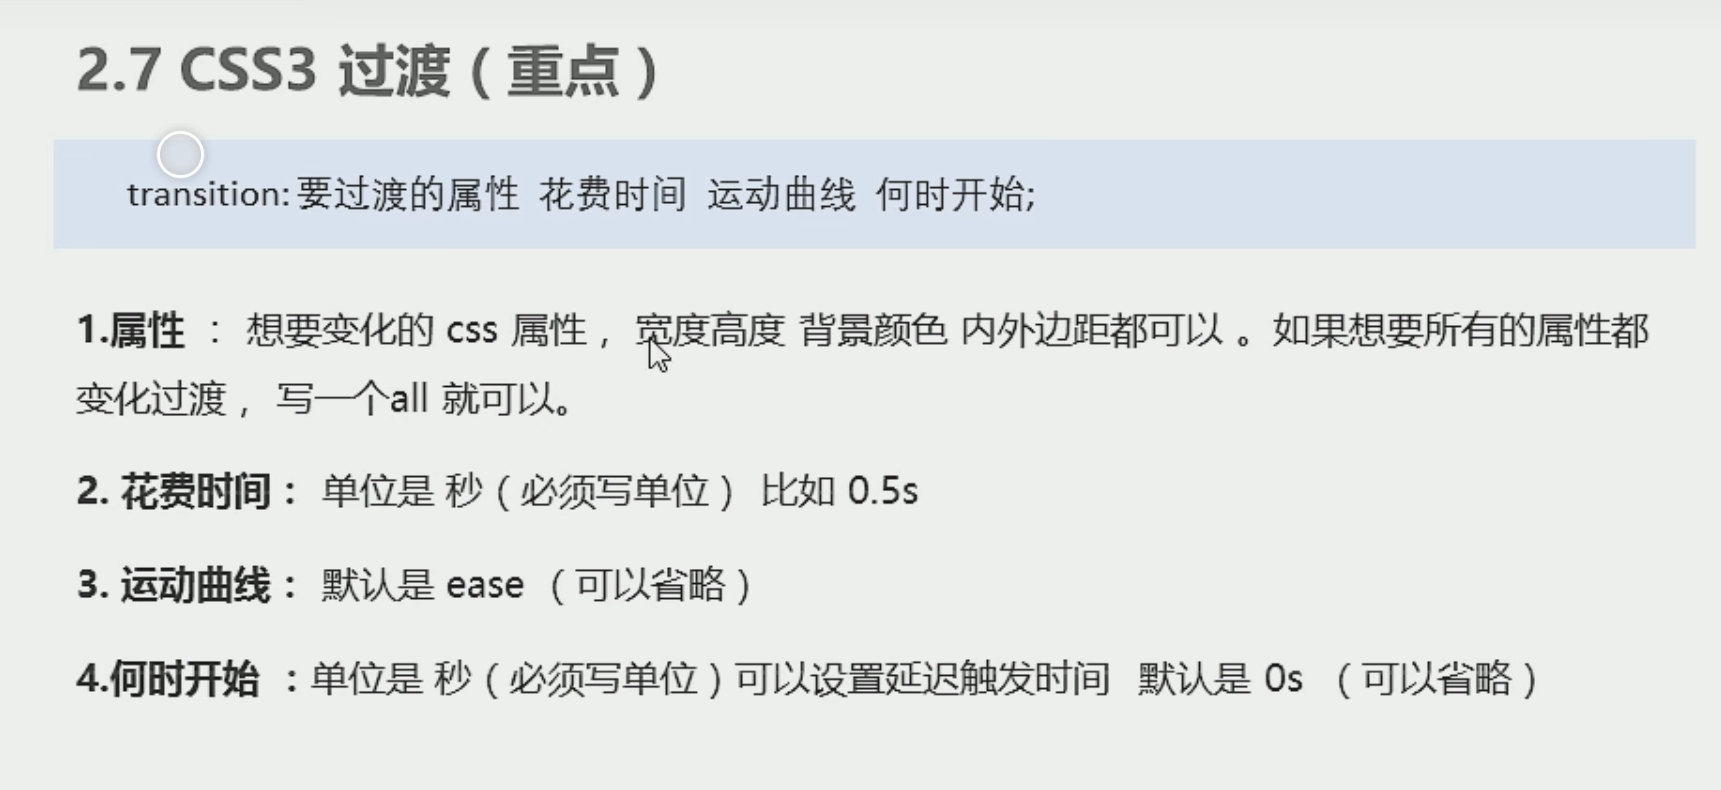 2.7 CSS3 过渡（重点）
transition: 要过渡的属性 花费时间 运动曲线 何时开始;
1.属性 ： 想要变化的 css 属性， 宽度高度 背景颜色 内外边距都可以 。如果想要所有的属性都
变化过渡， 写一个all 就可以。
2. 花费时间： 单位是 秒（必须写单位） 比如 0.5s
3. 运动曲线： 默认是 ease （可以省略）
4.何时开始 ：单位是 秒（必须写单位）可以设置延迟触发时间 默认是 0s （可以省略）